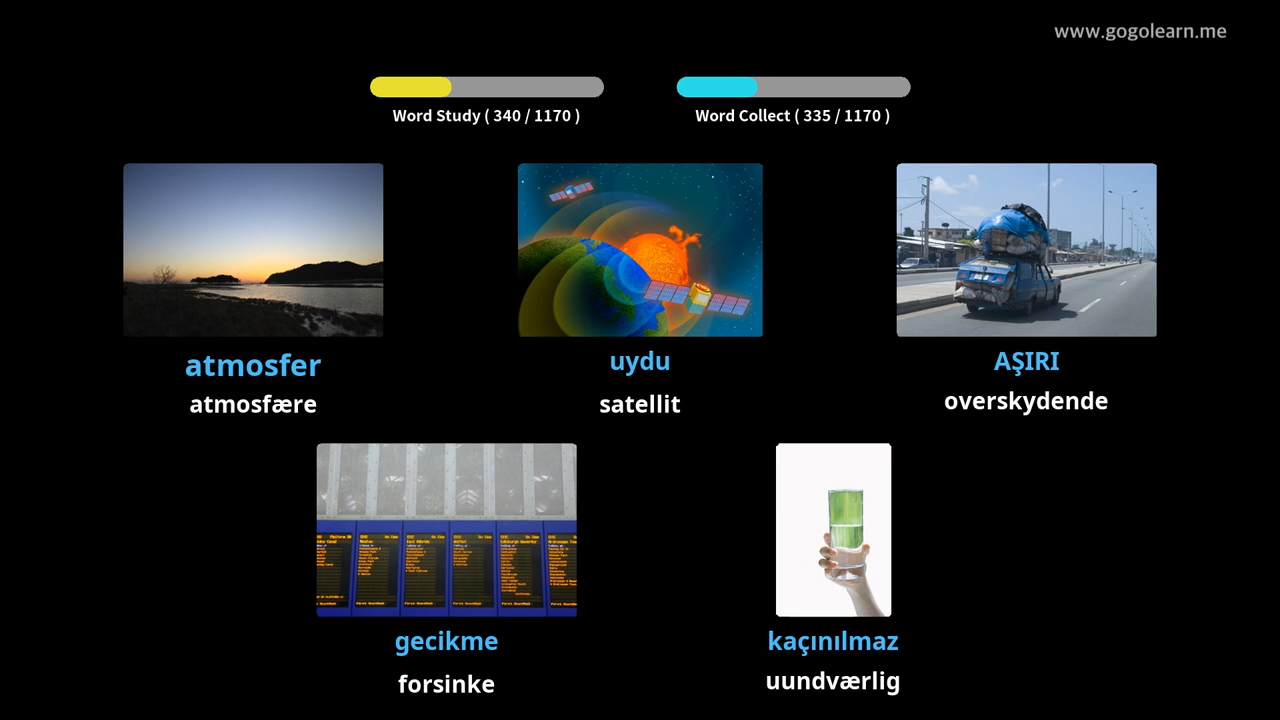 www.gogolearn.me
Word Study ( 340 / 1170 )
Word Collect ( 335 / 1170 )
atmosfer
atmosfære
uydu
satellit
AŞIRI
overskydende
gecikme
forsinke
kaçınılmaz
uundværlig